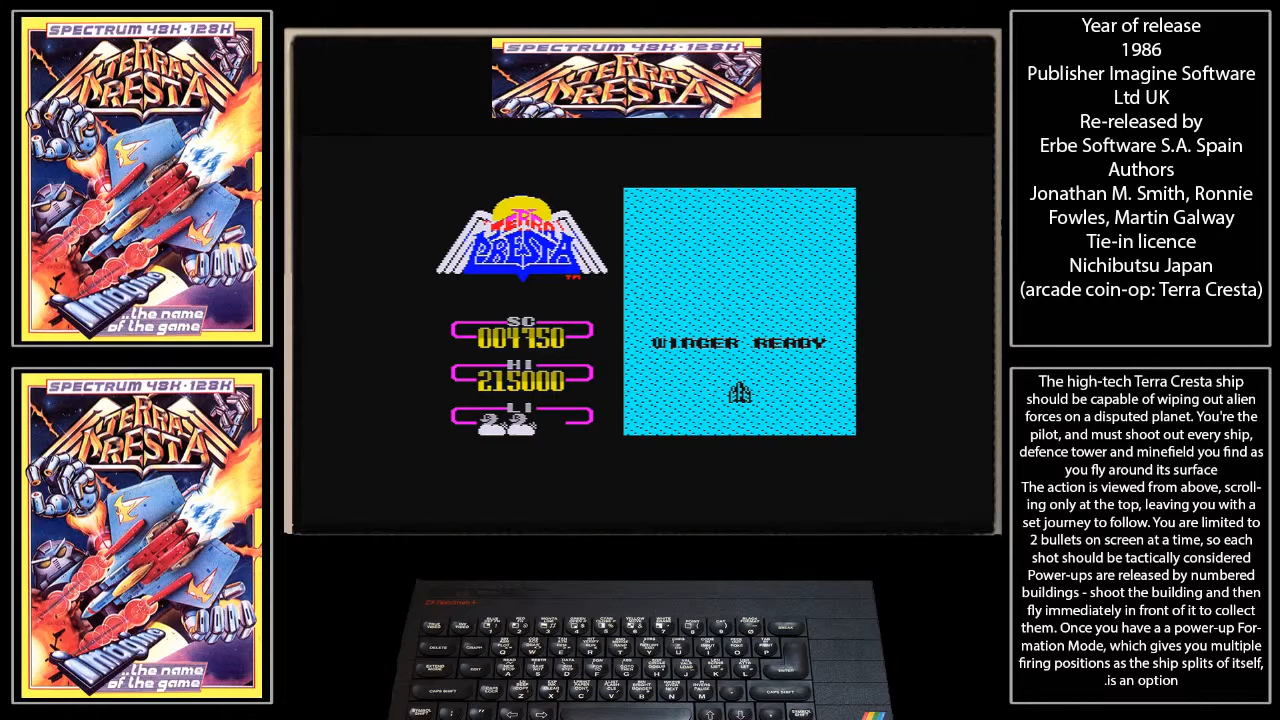 SPECTRUM 48K·128K
TERRA
CRESTA
imagine
...the name
of the game
SPECTRUM 48K·128K
TERRA
CRESTA
imagine
...the name
of the game
SPECTRUM 48K·128K
TERRA
CRESTA
TERRA
CRESTA
TM
SC
004750
HI
215000
LI
WINGER READY
ZX Spectrum+
Year of release
1986
Publisher Imagine Software
Ltd UK
Re-released by
Erbe Software S.A. Spain
Authors
Jonathan M. Smith, Ronnie
Fowles, Martin Galway
Tie-in licence
Nichibutsu Japan
(arcade coin-op: Terra Cresta)
The high-tech Terra Cresta ship
should be capable of wiping out alien
forces on a disputed planet. You're the
pilot, and must shoot out every ship,
defence tower and minefield you find as
you fly around its surface
The action is viewed from above, scroll-
ing only at the top, leaving you with a
set journey to follow. You are limited to
2 bullets on screen at a time, so each
shot should be tactically considered
Power-ups are released by numbered
buildings - shoot the building and then
fly immediately in front of it to collect
them. Once you have a a power-up For-
mation Mode, which gives you multiple
firing positions as the ship splits of itself,
.is an option